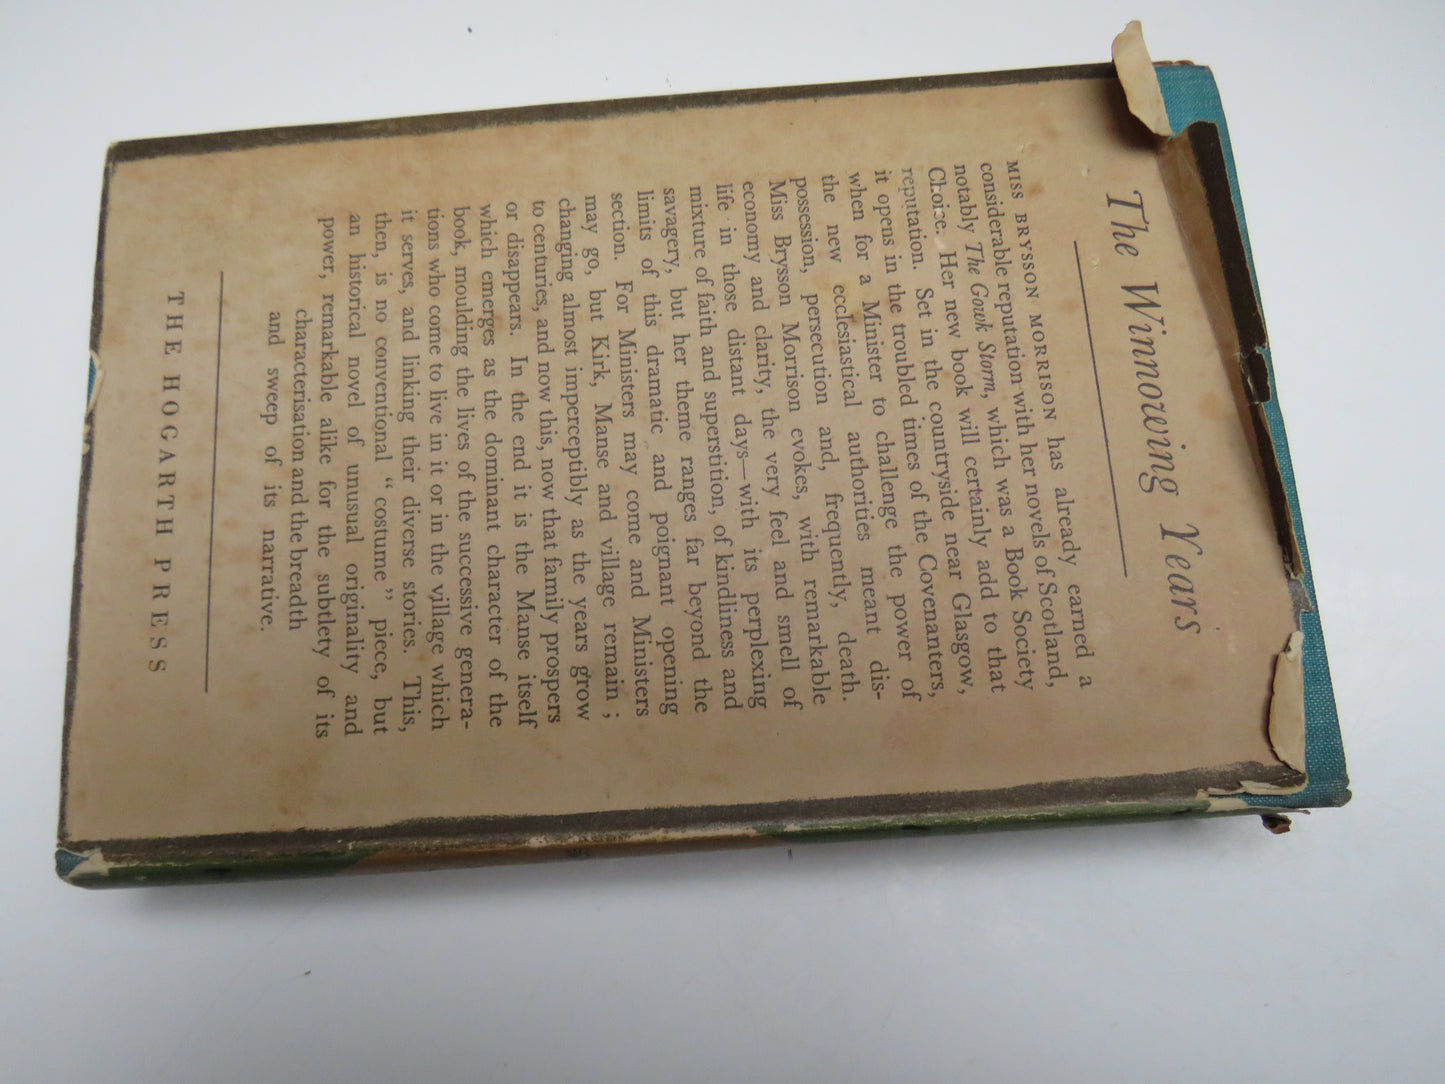 The Winnowing Years
MISS BRYSSON MORRISON has already earned a
considerable reputation with her novels of Scotland,
notably The Gowk Storm, which was a Book Society
Choice. Her new book will certainly add to that
reputation. Set in the countryside near Glasgow,
it opens in the troubled times of the Covenanters,
when for a Minister to challenge the power of
the new ecclesiastical authorities meant dis-
possession, persecution and, frequently, death.
Miss Brysson Morrison evokes, with remarkable
economy and clarity, the very feel and smell of
life in those distant days—with its perplexing
mixture of faith and superstition, of kindliness and
savagery, but her theme ranges far beyond the
limits of this dramatic and poignant opening
section. For Ministers may come and Ministers
may go, but Kirk, Manse and village remain ;
changing almost imperceptibly as the years grow
to centuries, and now this, now that family prospers
or disappears. In the end it is the Manse itself
which emerges as the dominant character of the
book, moulding the lives of the successive genera-
tions who come to live in it or in the village which
it serves, and linking their diverse stories. This,
then, is no conventional “ costume ” piece, but
an historical novel of unusual originality and
power, remarkable alike for the subtlety of its
characterisation and the breadth
and sweep of its narrative.
THE HOGARTH PRESS